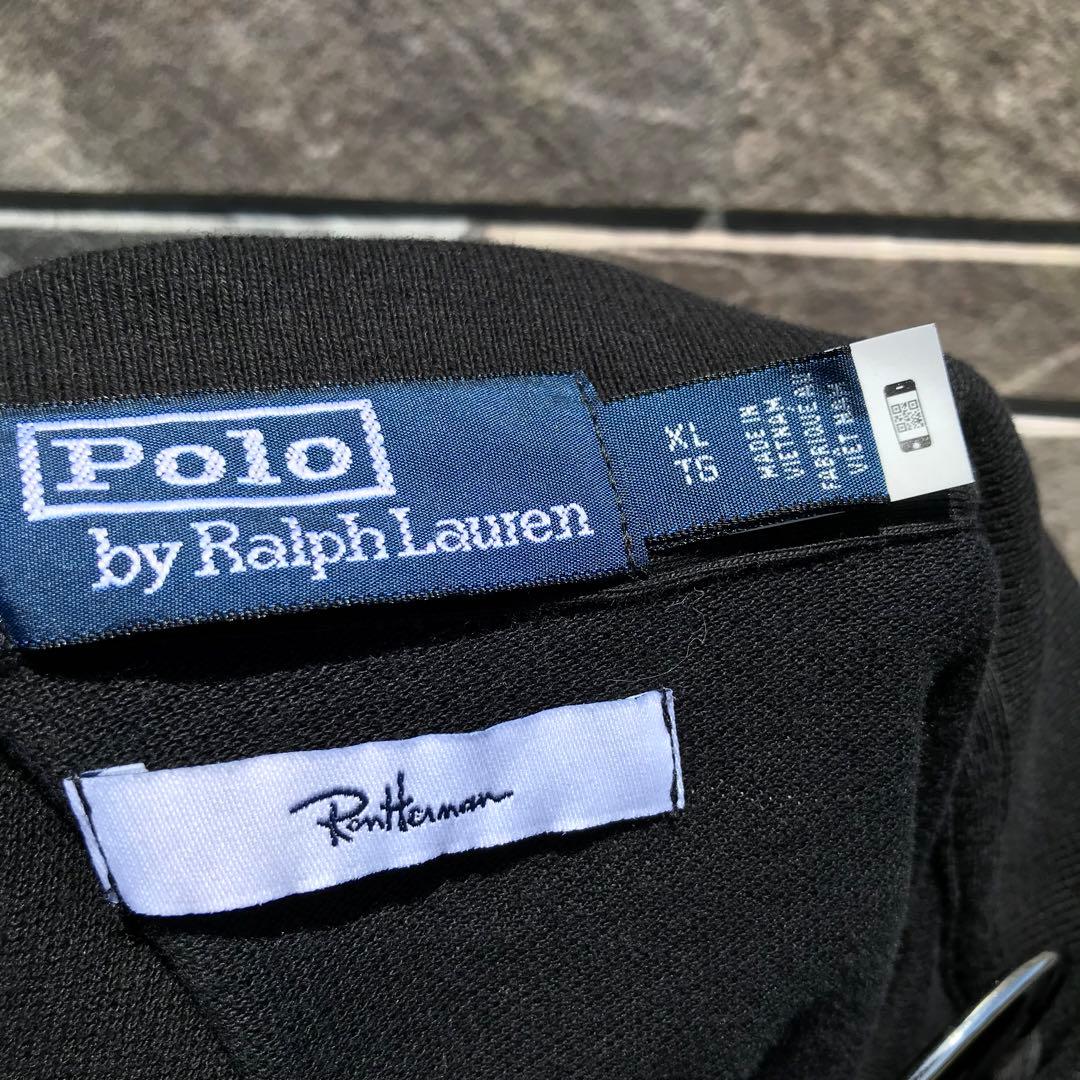 Polo
by Ralph Lauren
XL
TG
MADE IN
VIETNAM
FABRIQUE AU
VIET NAM
Ron Herman